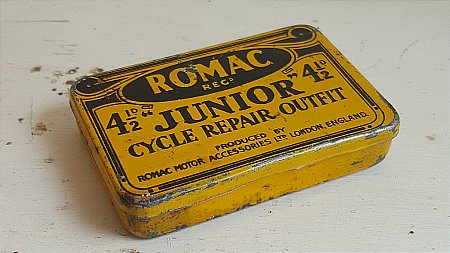 ROMAC
REGD
4½D "JUNIOR" 4½D
CYCLE REPAIR OUTFIT
PRODUCED BY
ROMAC MOTOR ACCESSORIES LTD LONDON, ENGLAND.